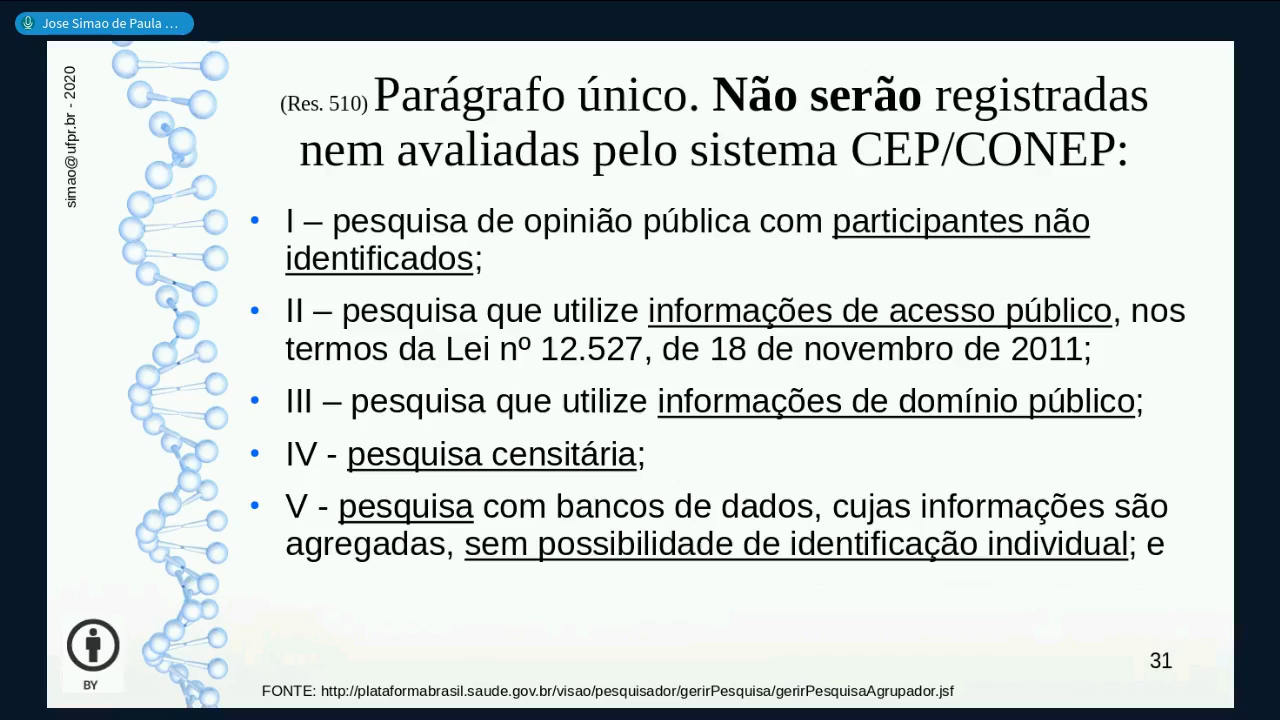 Jose Simao de Paula …
simao@ufpr.br - 2020
(Res. 510) Parágrafo único. Não serão registradas
nem avaliadas pelo sistema CEP/CONEP:
• I – pesquisa de opinião pública com participantes não
identificados;
• II – pesquisa que utilize informações de acesso público, nos
termos da Lei nº 12.527, de 18 de novembro de 2011;
• III – pesquisa que utilize informações de domínio público;
• IV - pesquisa censitária;
• V - pesquisa com bancos de dados, cujas informações são
agregadas, sem possibilidade de identificação individual; e
BY
31
FONTE: http://plataformabrasil.saude.gov.br/visao/pesquisador/gerirPesquisa/gerirPesquisaAgrupador.jsf